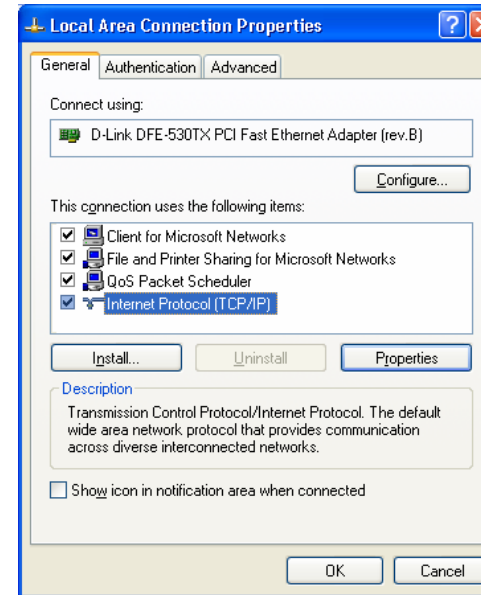 Local Area Connection Properties
General Authentication Advanced
Connect using:
D-Link DFE-530TX PCI Fast Ethernet Adapter (rev.B)
Configure...
This connection uses the following items:
Client for Microsoft Networks
File and Printer Sharing for Microsoft Networks
QoS Packet Scheduler
Internet Protocol (TCP/IP)
Install... Uninstall Properties
Description
Transmission Control Protocol/Internet Protocol. The default
wide area network protocol that provides communication
across diverse interconnected networks.
Show icon in notification area when connected
OK Cancel